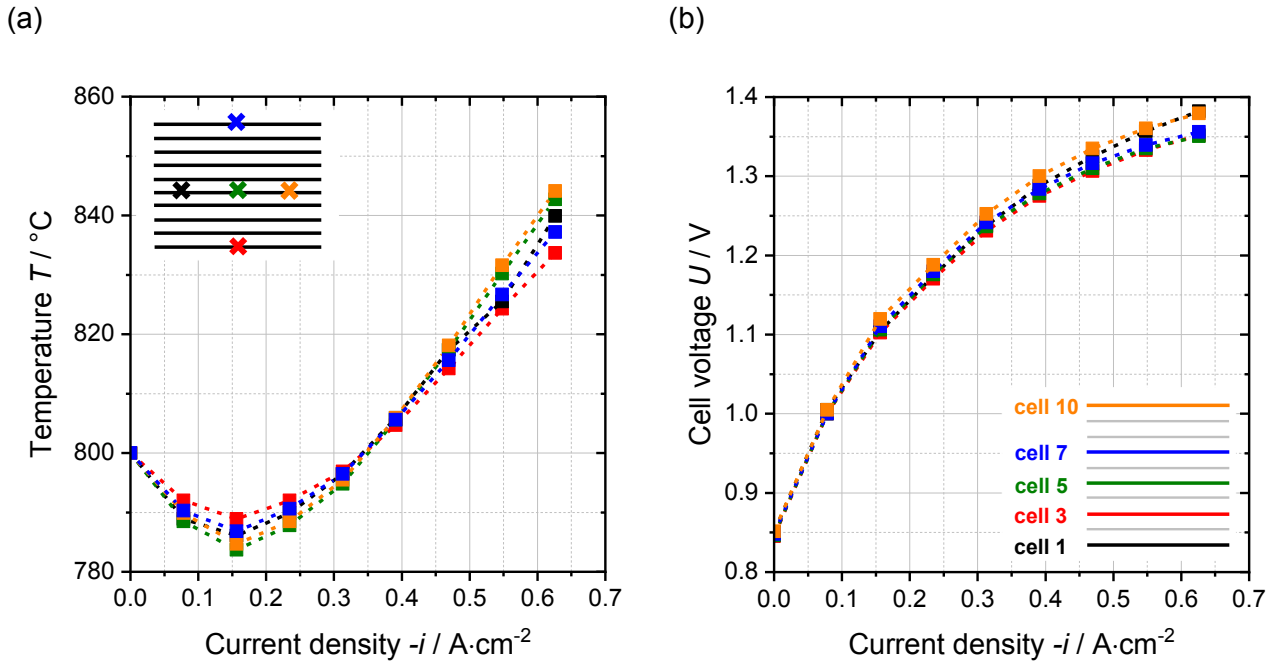 (a)
(b)
860
840
820
800
780
Temperature T / °C
0.0 0.1 0.2 0.3 0.4 0.5 0.6 0.7
Current density -i / A·cm⁻²
1.4
1.3
1.2
1.1
1.0
0.9
0.8
Cell voltage U / V
cell 10
cell 7
cell 5
cell 3
cell 1
0.0 0.1 0.2 0.3 0.4 0.5 0.6 0.7
Current density -i / A·cm⁻²